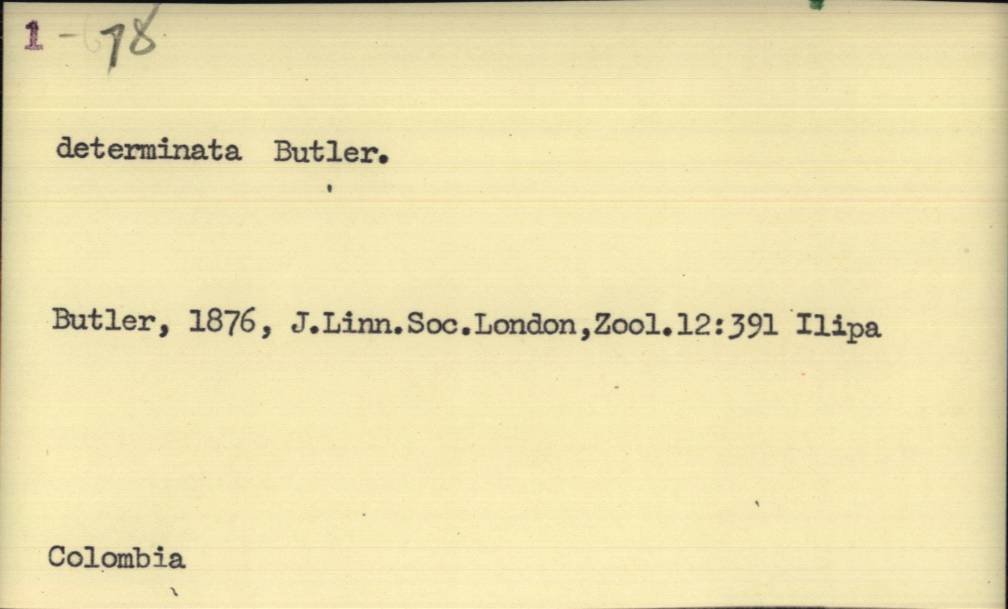 1 - 78
determinata Butler.
Butler, 1876, J.Linn.Soc.London,Zool.12:391 Ilipa
Colombia